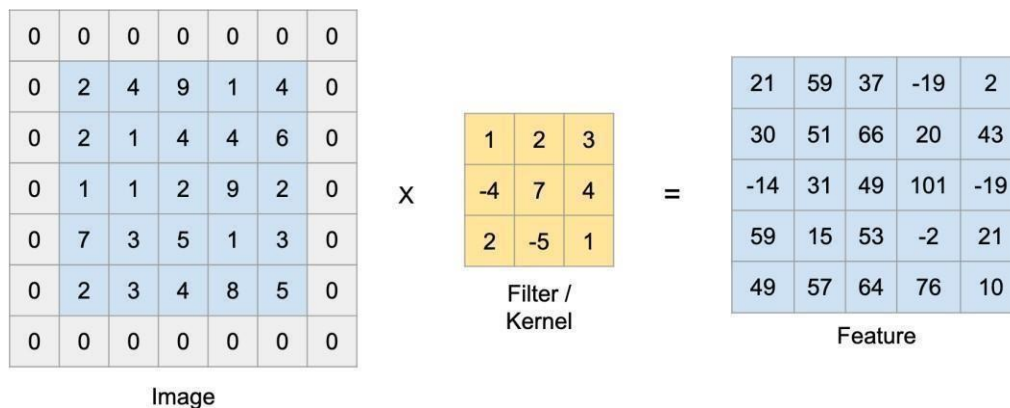 0 0 0 0 0 0 0
0 2 4 9 1 4 0
0 2 1 4 4 6 0
0 1 1 2 9 2 0
0 7 3 5 1 3 0
0 2 3 4 8 5 0
0 0 0 0 0 0 0
Image
X
1 2 3
-4 7 4
2 -5 1
Filter /
Kernel
=
21 59 37 -19 2
30 51 66 20 43
-14 31 49 101 -19
59 15 53 -2 21
49 57 64 76 10
Feature